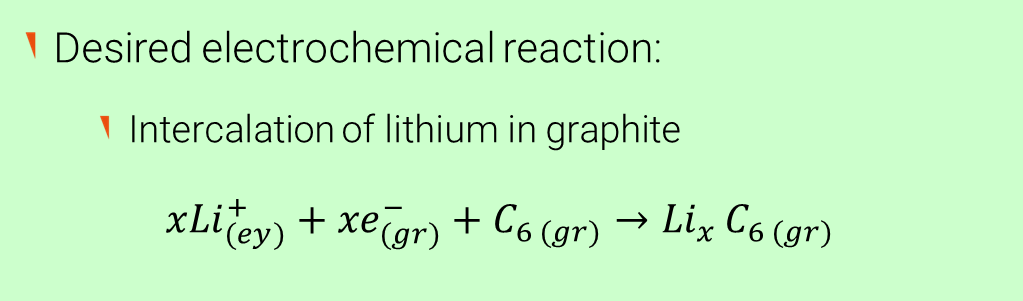 Desired electrochemical reaction:
Intercalation of lithium in graphite
xLi⁺₍ey₎ + xe⁻₍gr₎ + C₆ ₍gr₎ → Liₓ C₆ ₍gr₎